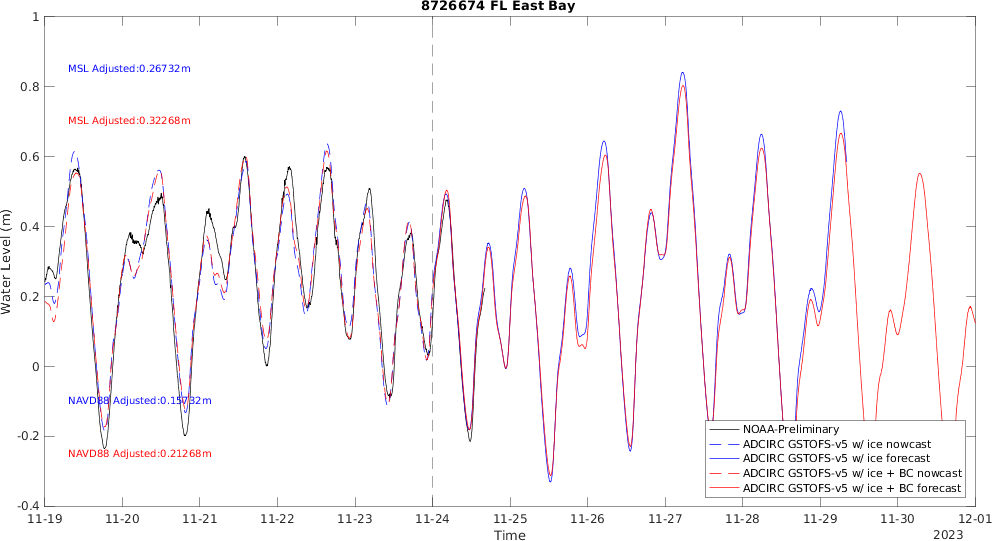 8726674 FL East Bay
MSL Adjusted:0.26732m
MSL Adjusted:0.32268m
NAVD88 Adjusted:0.15732m
NAVD88 Adjusted:0.21268m
Water Level (m)
1
0.8
0.6
0.4
0.2
0
-0.2
-0.4
NOAA-Preliminary
ADCIRC GSTOFS-v5 w/ ice nowcast
ADCIRC GSTOFS-v5 w/ ice forecast
ADCIRC GSTOFS-v5 w/ ice + BC nowcast
ADCIRC GSTOFS-v5 w/ ice + BC forecast
11-19 11-20 11-21 11-22 11-23 11-24 11-25 11-26 11-27 11-28 11-29 11-30 12-01
Time
2023